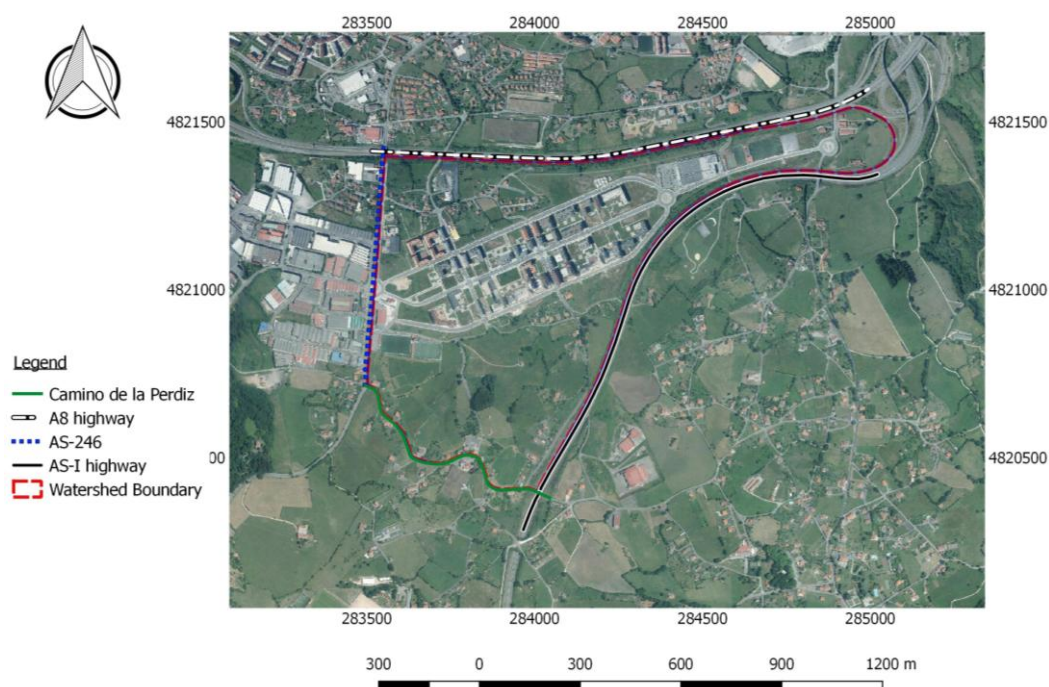 283500 284000 284500 285000
4821500 4821500
4821000 4821000
Legend
Camino de la Perdiz
A8 highway
AS-246
AS-I highway
Watershed Boundary
00 4820500
283500 284000 284500 285000
300 0 300 600 900 1200 m